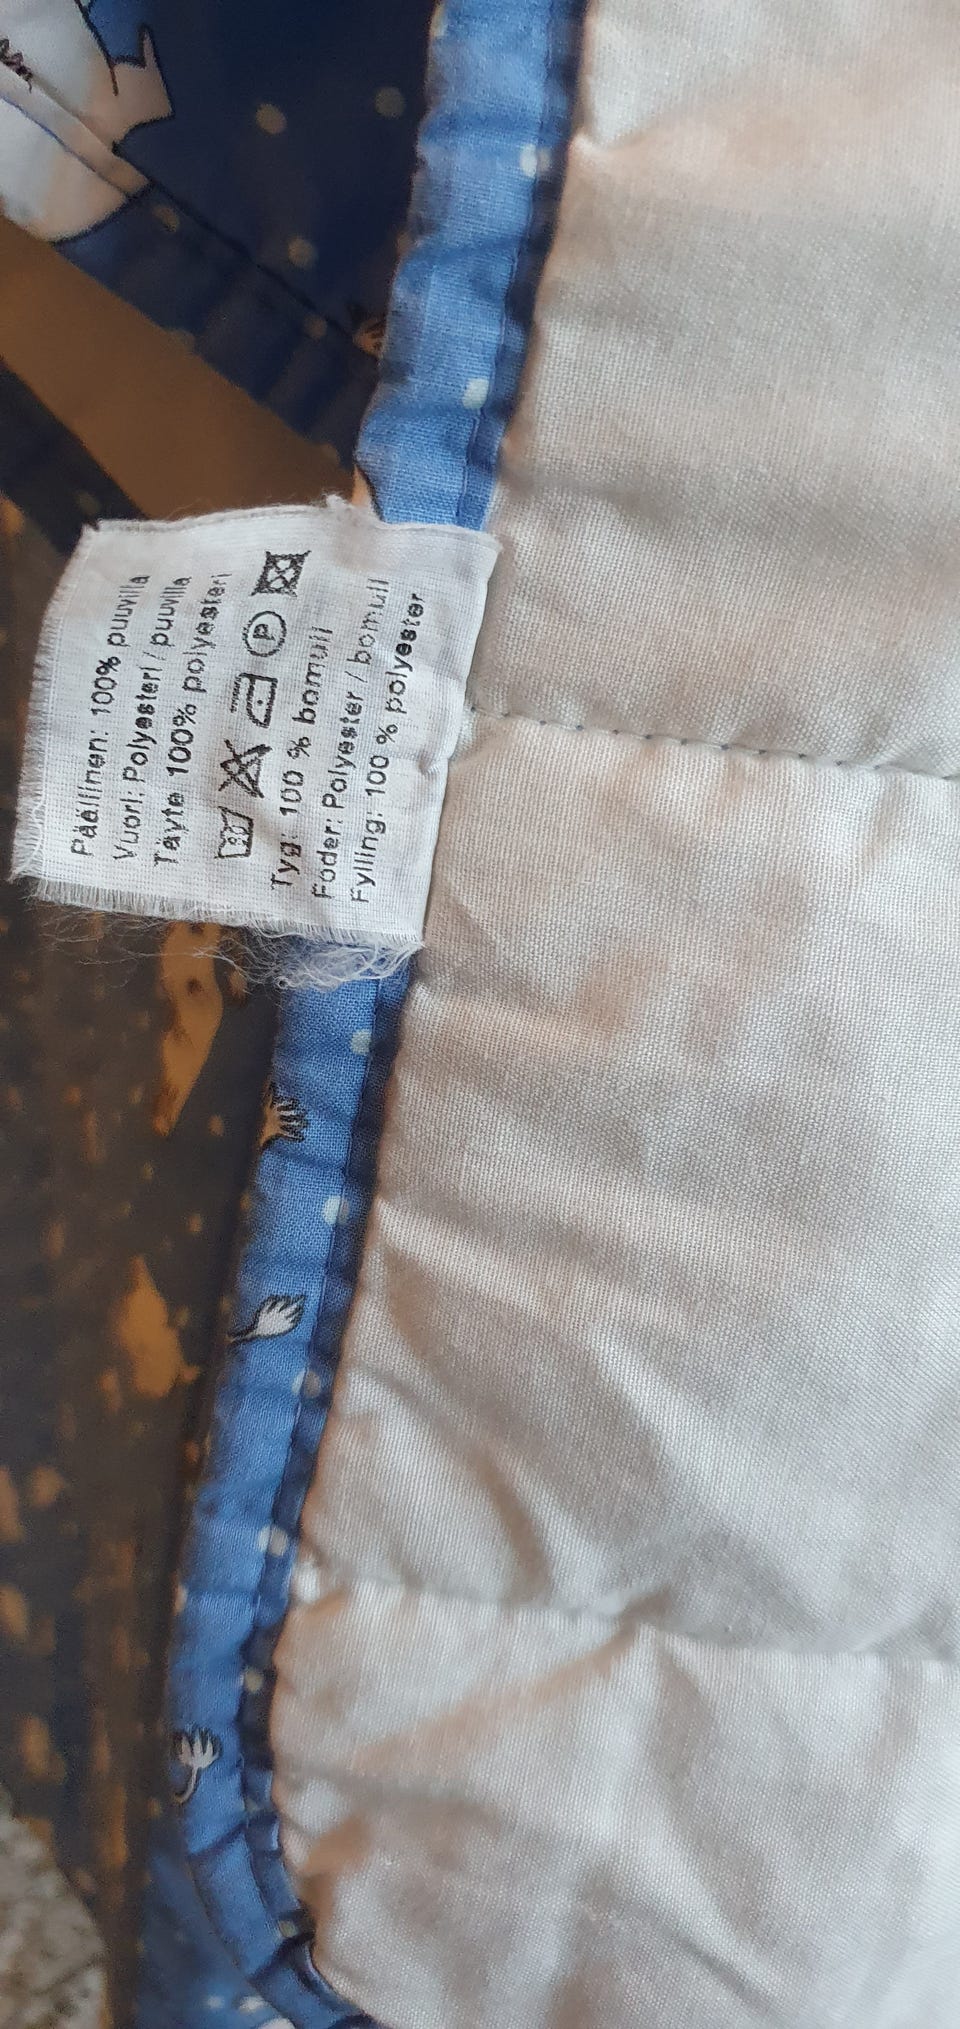 Päällinen: 100% puuvilla
Vuori: Polyesteri / puuvilla
Täyte 100% polyesteri
P
Tyg: 100 % bomull
Foder: Polyester / bomull
Fylling: 100 % polyester